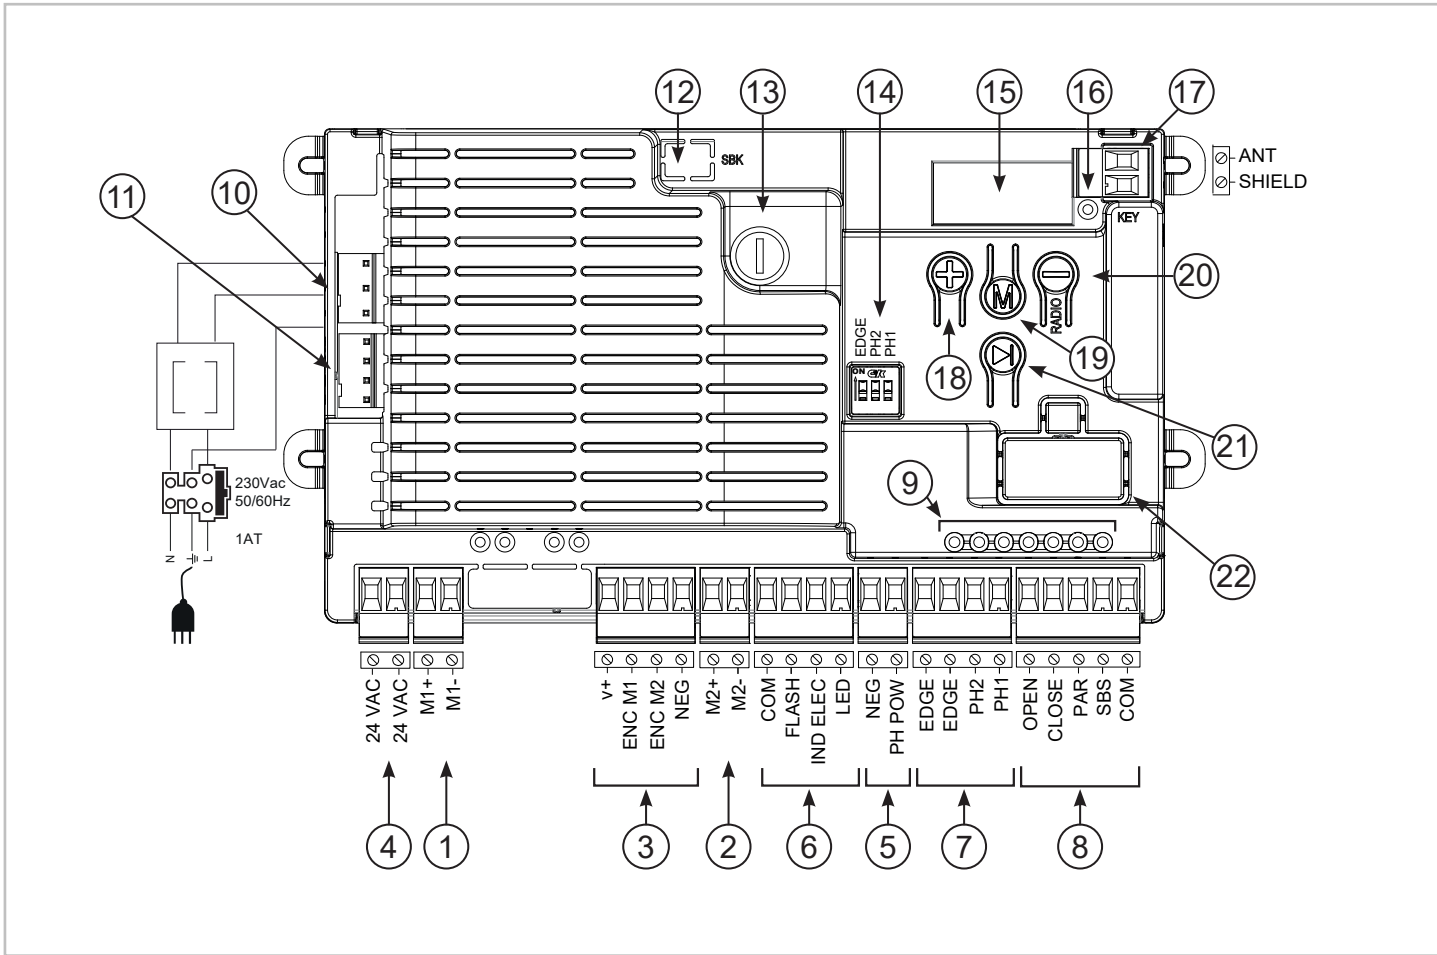 12
13
14
15
16
17
SBK
ANT
SHIELD
10
11
KEY
20
RADIO
M
EDGE
PH2
PH1
18
19
ON
21
9
230Vac
50/60Hz
1AT
N
L
22
24 VAC
24 VAC
M1+
M1-
v+
ENC M1
ENC M2
NEG
M2+
M2-
COM
FLASH
IND ELEC
LED
NEG
PH POW
EDGE
EDGE
PH2
PH1
OPEN
CLOSE
PAR
SBS
COM
4
1
3
2
6
5
7
8